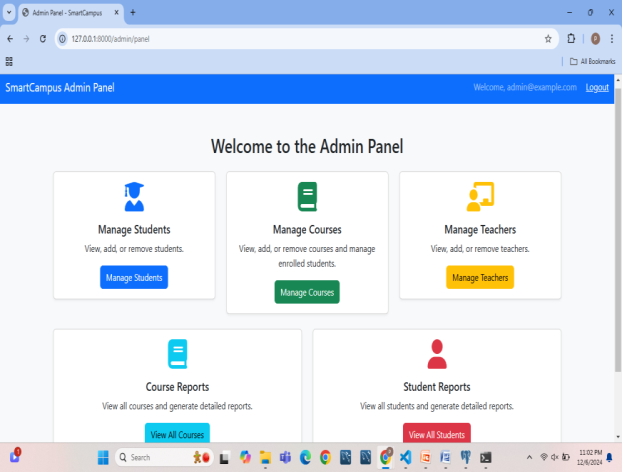 Admin Panel - SmartCampus
127.0.0.1:8000/admin/panel
All Bookmarks
SmartCampus Admin Panel
Welcome, admin@example.com Logout
Welcome to the Admin Panel
Manage Students
View, add, or remove students.
Manage Students
Manage Courses
View, add, or remove courses and manage
enrolled students.
Manage Courses
Manage Teachers
View, add, or remove teachers.
Manage Teachers
Course Reports
View all courses and generate detailed reports.
View All Courses
Student Reports
View all students and generate detailed reports.
View All Students
Search
11:02 PM
12/6/2024